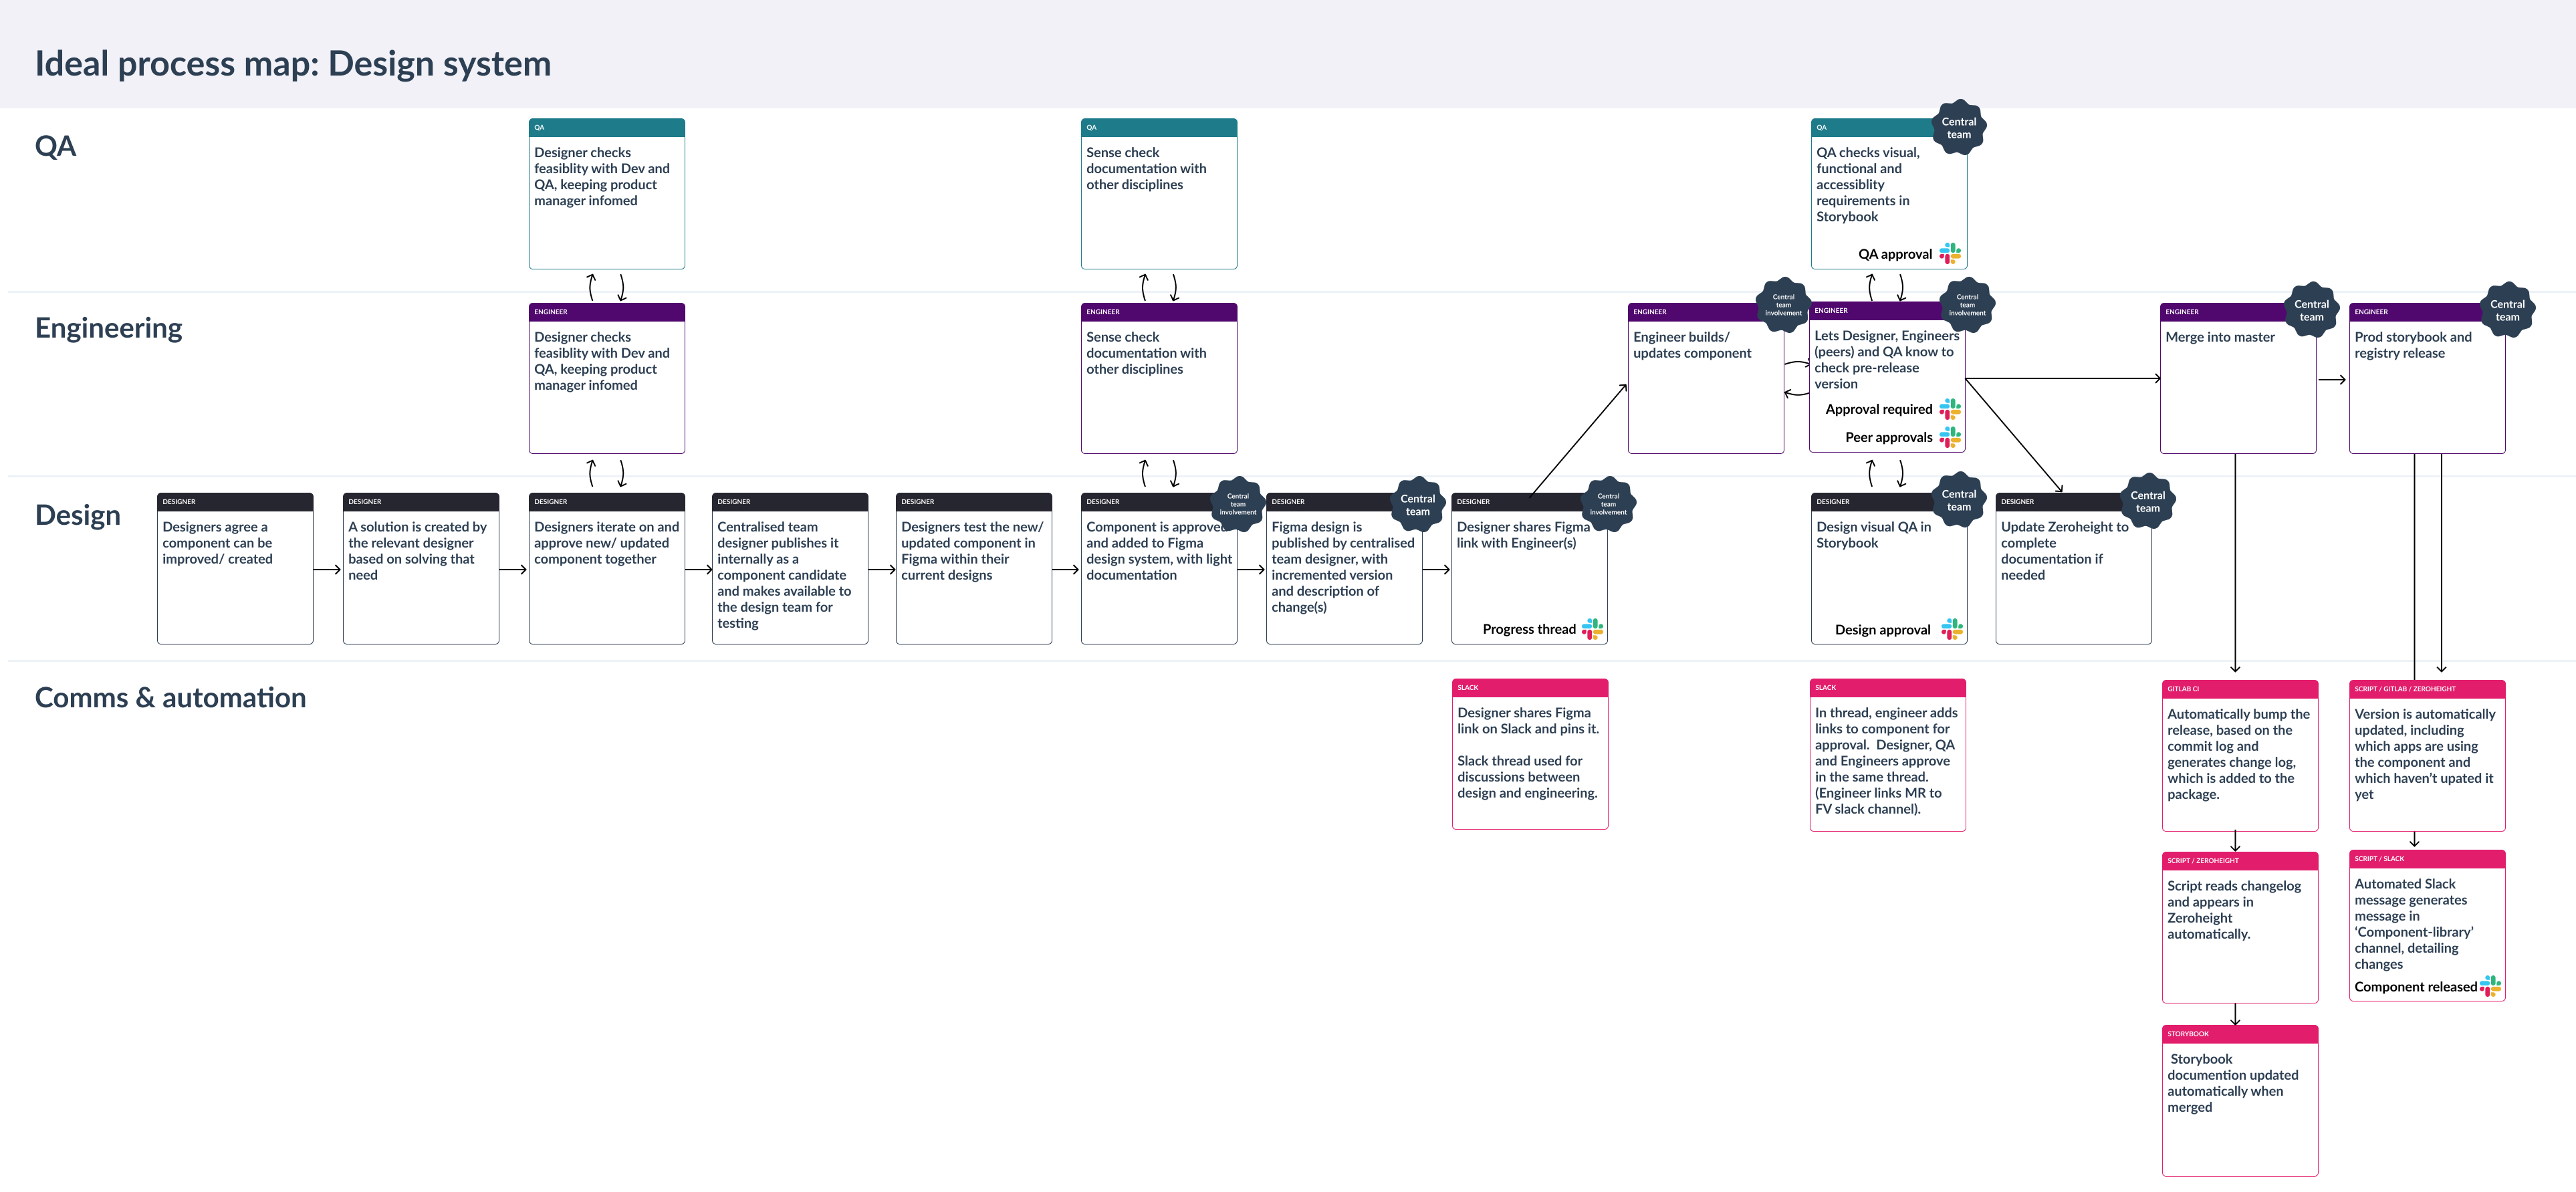 Ideal process map: Design system
QA
QA
Designer checks
feasiblity with Dev and
QA, keeping product
manager infomed
QA
Sense check
documentation with
other disciplines
QA
Central
team
QA checks visual,
functional and
accessiblity
requirements in
Storybook
QA approval
Engineering
ENGINEER
Designer checks
feasiblity with Dev and
QA, keeping product
manager infomed
ENGINEER
Sense check
documentation with
other disciplines
ENGINEER
Central
team
involvement
Engineer builds/
updates component
ENGINEER
Central
team
involvement
Lets Designer, Engineers
(peers) and QA know to
check pre-release
version
Approval required
Peer approvals
ENGINEER
Central
team
Merge into master
ENGINEER
Central
team
Prod storybook and
registry release
Design
DESIGNER
Designers agree a
component can be
improved/ created
DESIGNER
A solution is created by
the relevant designer
based on solving that
need
DESIGNER
Designers iterate on and
approve new/ updated
component together
DESIGNER
Centralised team
designer publishes it
internally as a
component candidate
and makes available to
the design team for
testing
DESIGNER
Designers test the new/
updated component in
Figma within their
current designs
DESIGNER
Central
team
involvement
Component is approved
and added to Figma
design system, with light
documentation
DESIGNER
Central
team
Figma design is
published by centralised
team designer, with
incremented version
and description of
change(s)
DESIGNER
Central
team
involvement
Designer shares Figma
link with Engineer(s)
Progress thread
DESIGNER
Central
team
Design visual QA in
Storybook
Design approval
DESIGNER
Central
team
Update Zeroheight to
complete
documentation if
needed
Comms & automation
SLACK
Designer shares Figma
link on Slack and pins it.
Slack thread used for
discussions between
design and engineering.
SLACK
In thread, engineer adds
links to component for
approval.  Designer, QA
and Engineers approve
in the same thread.
(Engineer links MR to
FV slack channel).
GITLAB CI
Automatically bump the
release, based on the
commit log and
generates change log,
which is added to the
package.
SCRIPT / GITLAB / ZEROHEIGHT
Version is automatically
updated, including
which apps are using
the component and
which haven’t upated it
yet
SCRIPT / ZEROHEIGHT
Script reads changelog
and appears in
Zeroheight
automatically.
SCRIPT / SLACK
Automated Slack
message generates
message in
‘Component-library’
channel, detailing
changes
Component released
STORYBOOK
Storybook
documention updated
automatically when
merged